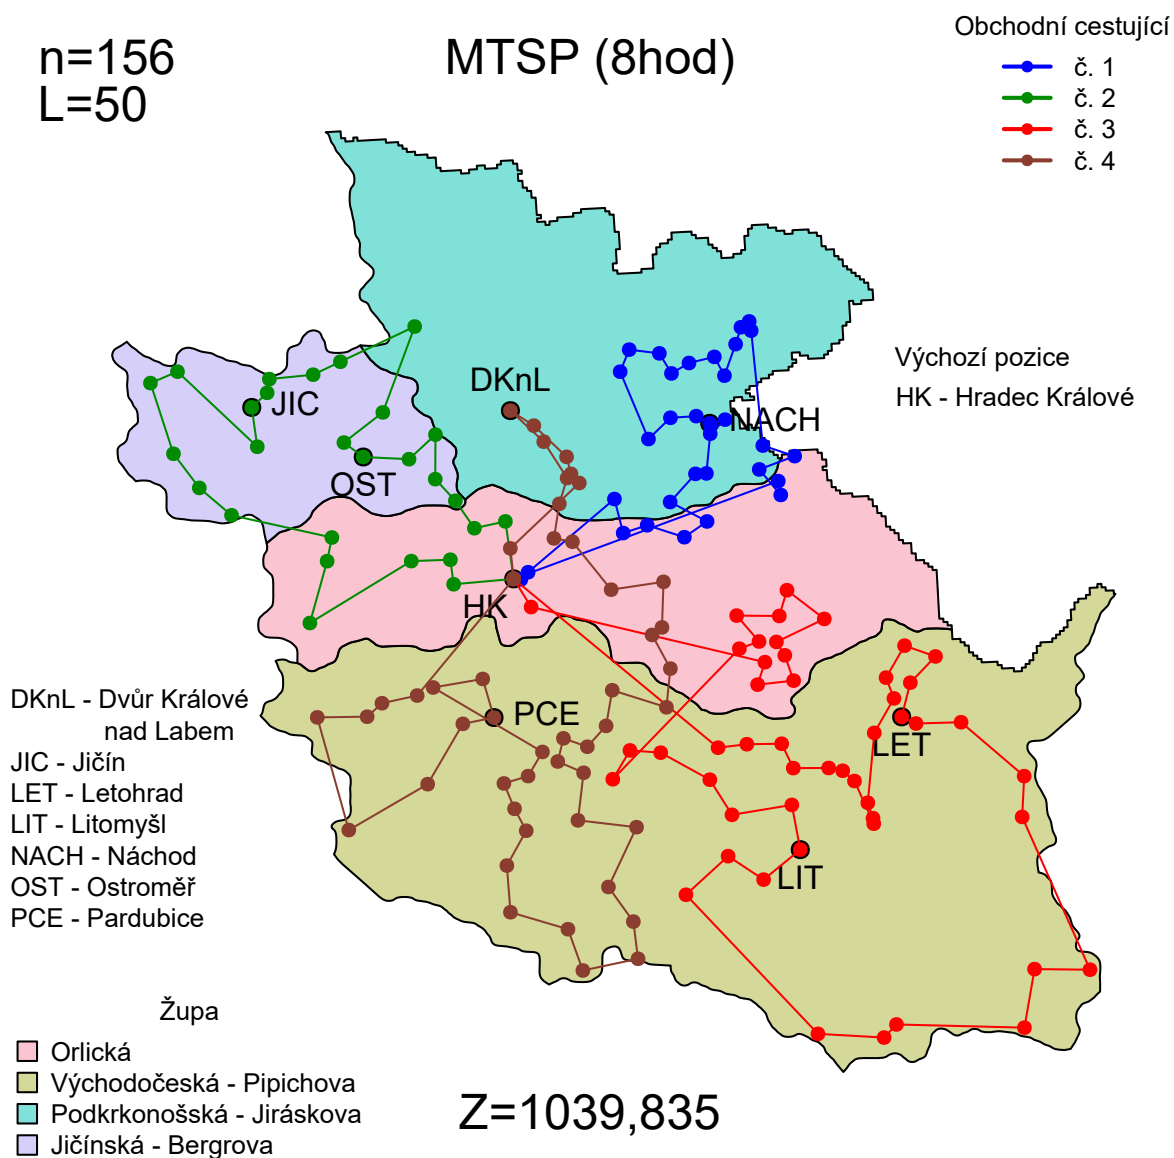 n=156
L=50
MTSP (8hod)
Obchodní cestující
č. 1
č. 2
č. 3
č. 4
Výchozí pozice
HK - Hradec Králové
DKnL
JIC
NACH
OST
HK
PCE
LET
LIT
DKnL - Dvůr Králové
nad Labem
JIC - Jičín
LET - Letohrad
LIT - Litomyšl
NACH - Náchod
OST - Ostroměř
PCE - Pardubice
Župa
Orlická
Východočeská - Pipichova
Podkrkonošská - Jiráskova
Jičínská - Bergrova
Z=1039,835